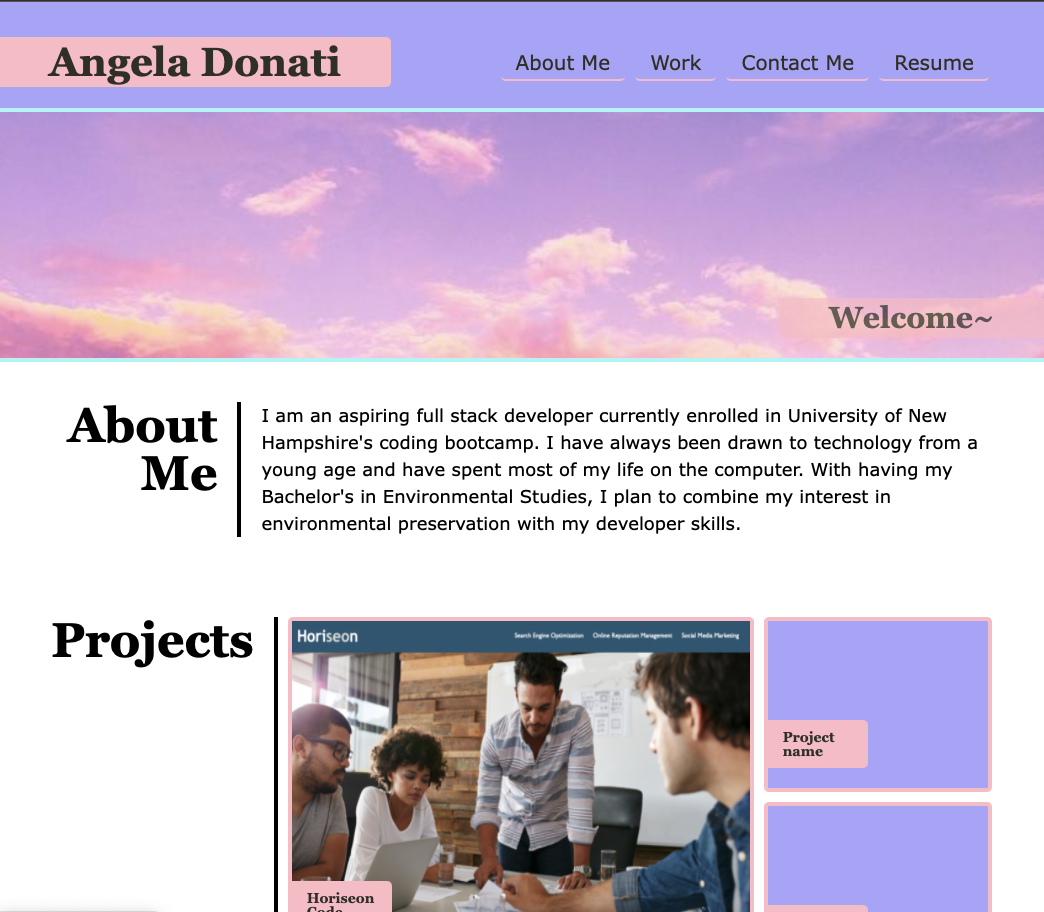 Angela Donati
About Me Work Contact Me Resume
Welcome~
About
Me
I am an aspiring full stack developer currently enrolled in University of New
Hampshire's coding bootcamp. I have always been drawn to technology from a
young age and have spent most of my life on the computer. With having my
Bachelor's in Environmental Studies, I plan to combine my interest in
environmental preservation with my developer skills.
Projects
Horiseon
Search Engine Optimization Online Reputation Management Social Media Marketing
Project
name
Horiseon
Code